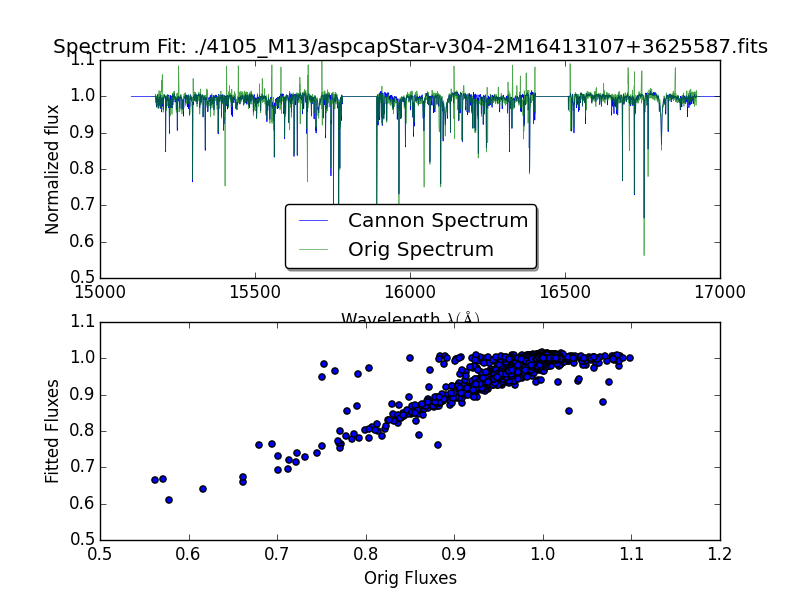 Spectrum Fit: ./4105_M13/aspcapStar-v304-2M16413107+3625587.fits
1.1
1.0
0.9
0.8
0.7
0.6
0.5
Normalized flux
Cannon Spectrum
Orig Spectrum
15000 15500 16000 16500 17000
Wavelength λ(Å)
1.1
1.0
0.9
0.8
0.7
0.6
0.5
Fitted Fluxes
0.5 0.6 0.7 0.8 0.9 1.0 1.1 1.2
Orig Fluxes